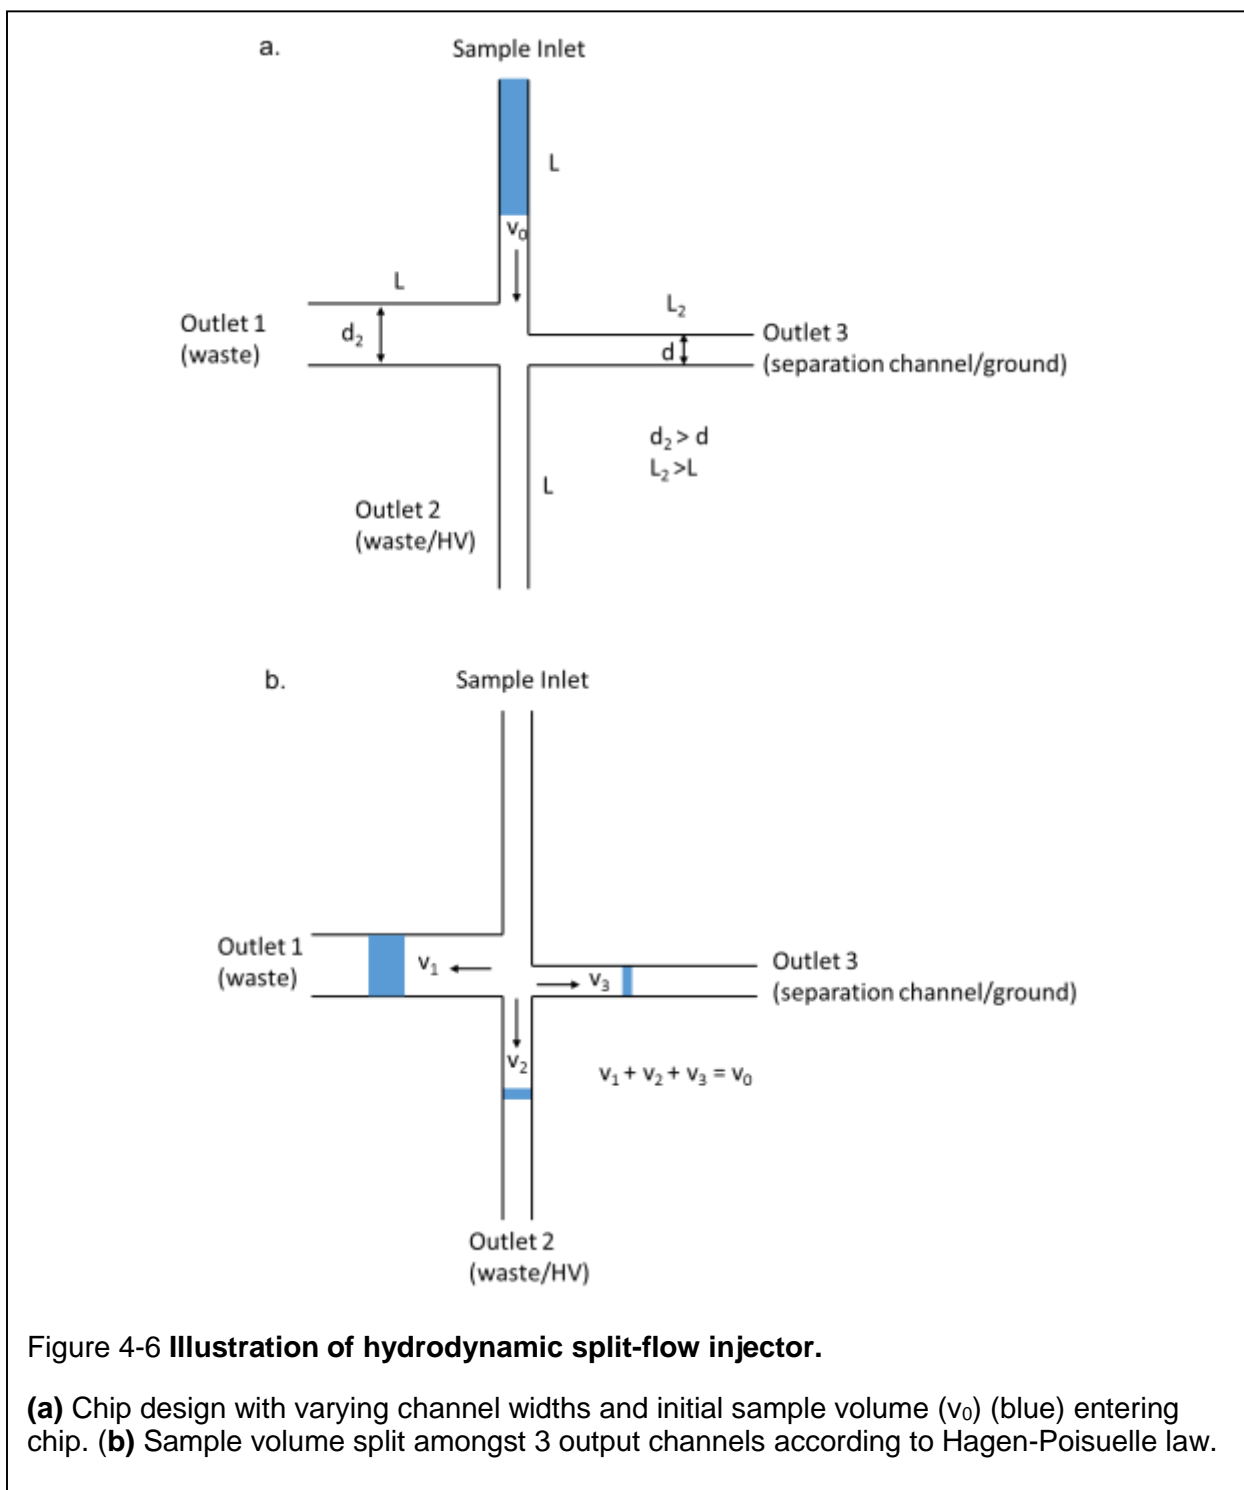 a.
Sample Inlet
L
v₀
L
L₂
Outlet 1
(waste)
d₂
d
Outlet 3
(separation channel/ground)
d₂ > d
L₂ >L
L
Outlet 2
(waste/HV)
b.
Sample Inlet
Outlet 1
(waste)
v₁
v₃
Outlet 3
(separation channel/ground)
v₂
v₁ + v₂ + v₃ = v₀
Outlet 2
(waste/HV)
Figure 4-6 Illustration of hydrodynamic split-flow injector.
(a) Chip design with varying channel widths and initial sample volume (v₀) (blue) entering
chip. (b) Sample volume split amongst 3 output channels according to Hagen-Poisuelle law.